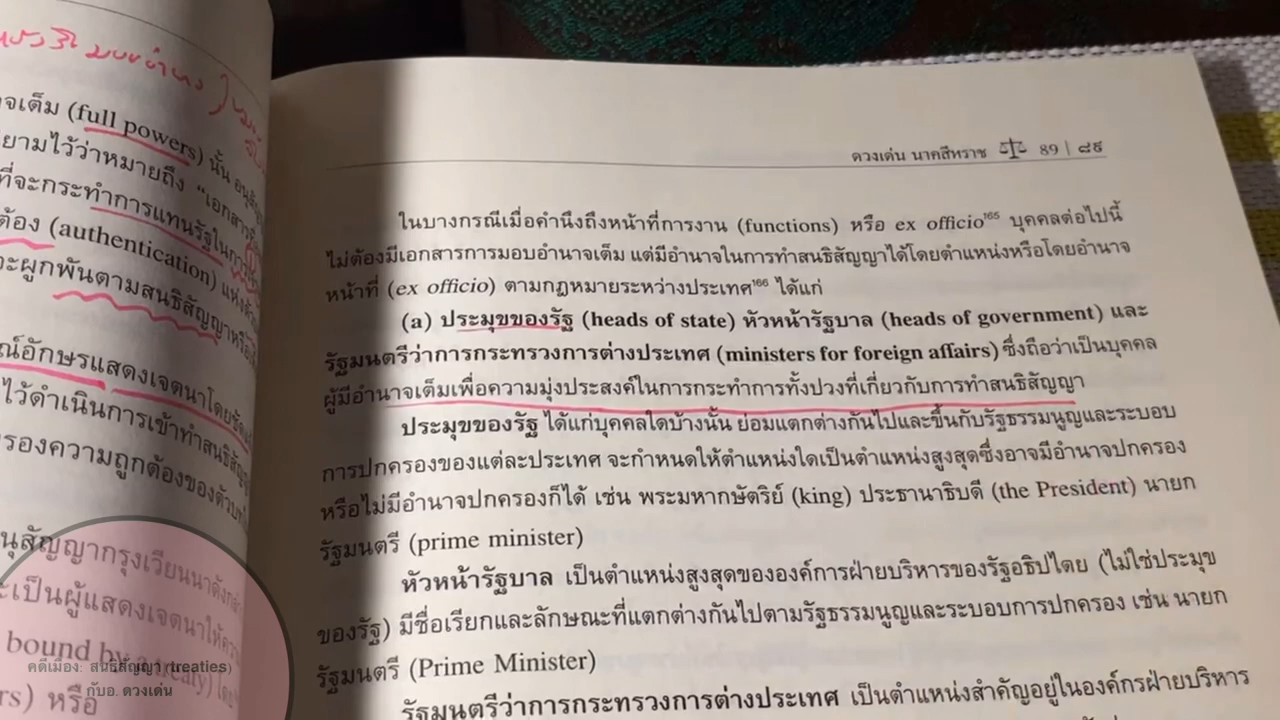 จเต็ม (full powers) นั้น
ยามไว้ว่าหมายถึง “เอกสาร
ที่จะกระทำการแทนรัฐใน
ต้อง (authentication) แห่ง
ะผูกพันตามสนธิสัญญาหรือ
ณ์อักษรแสดงเจตนาโดยชัด
ไว้ดำเนินการเข้าทำสนธิสัญญ
รองความถูกต้องของตัวบท
นุสัญญากรุงเวียนนาดังกล่าว
ะเป็นผู้แสดงเจตนาให้
bound by a treaty)
rs) หรือ
ดวงเด่น นาคสีหราช 89 | ๘๙
ในบางกรณีเมื่อคำนึงถึงหน้าที่การงาน (functions) หรือ ex officio¹⁶⁵ บุคคลต่อไปนี้
ไม่ต้องมีเอกสารการมอบอำนาจเต็ม แต่มีอำนาจในการทำสนธิสัญญาได้โดยตำแหน่งหรือโดยอำนาจ
หน้าที่ (ex officio) ตามกฎหมายระหว่างประเทศ¹⁶⁶ ได้แก่
(a) ประมุขของรัฐ (heads of state) หัวหน้ารัฐบาล (heads of government) และ
รัฐมนตรีว่าการกระทรวงการต่างประเทศ (ministers for foreign affairs) ซึ่งถือว่าเป็นบุคคล
ผู้มีอำนาจเต็มเพื่อความมุ่งประสงค์ในการกระทำการทั้งปวงที่เกี่ยวกับการทำสนธิสัญญา
ประมุขของรัฐ ได้แก่บุคคลใดบ้างนั้น ย่อมแตกต่างกันไปและขึ้นกับรัฐธรรมนูญและระบอบ
การปกครองของแต่ละประเทศ จะกำหนดให้ตำแหน่งใดเป็นตำแหน่งสูงสุดซึ่งอาจมีอำนาจปกครอง
หรือไม่มีอำนาจปกครองก็ได้ เช่น พระมหากษัตริย์ (king) ประธานาธิบดี (the President) นายก
รัฐมนตรี (prime minister)
หัวหน้ารัฐบาล เป็นตำแหน่งสูงสุดขององค์การฝ่ายบริหารของรัฐอธิปไตย (ไม่ใช่ประมุข
ของรัฐ) มีชื่อเรียกและลักษณะที่แตกต่างกันไปตามรัฐธรรมนูญและระบอบการปกครอง เช่น นายก
รัฐมนตรี (Prime Minister)
รัฐมนตรีว่าการกระทรวงการต่างประเทศ เป็นตำแหน่งสำคัญอยู่ในองค์กรฝ่ายบริหาร
คดีเมือง: สนธิสัญญา (treaties)
กับอ. ดวงเด่น